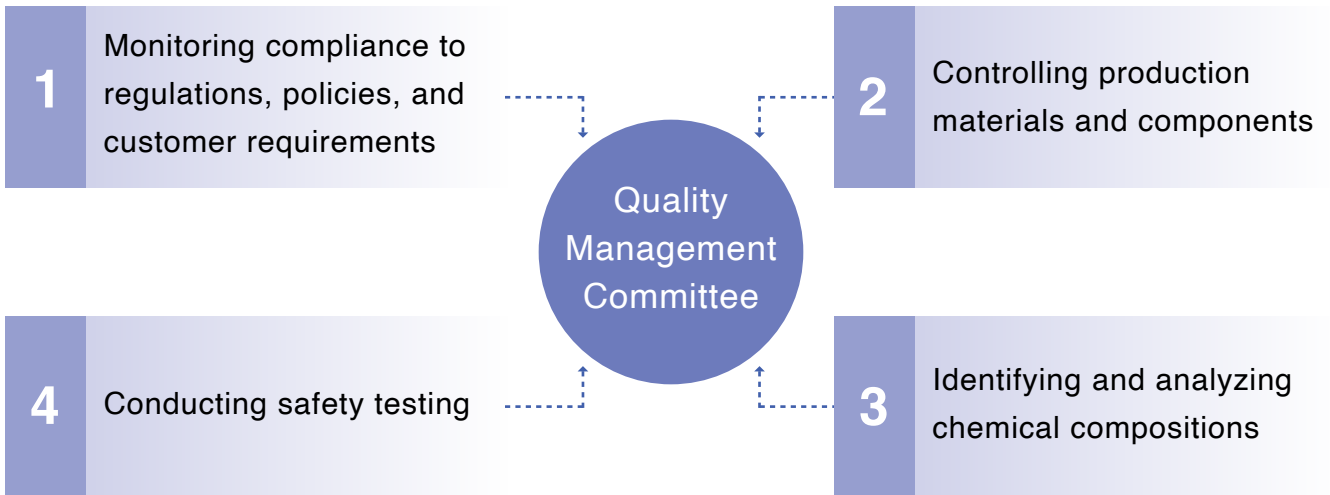 1
Monitoring compliance to
regulations, policies, and
customer requirements
2
Controlling production
materials and components
Quality
Management
Committee
4
Conducting safety testing
3
Identifying and analyzing
chemical compositions